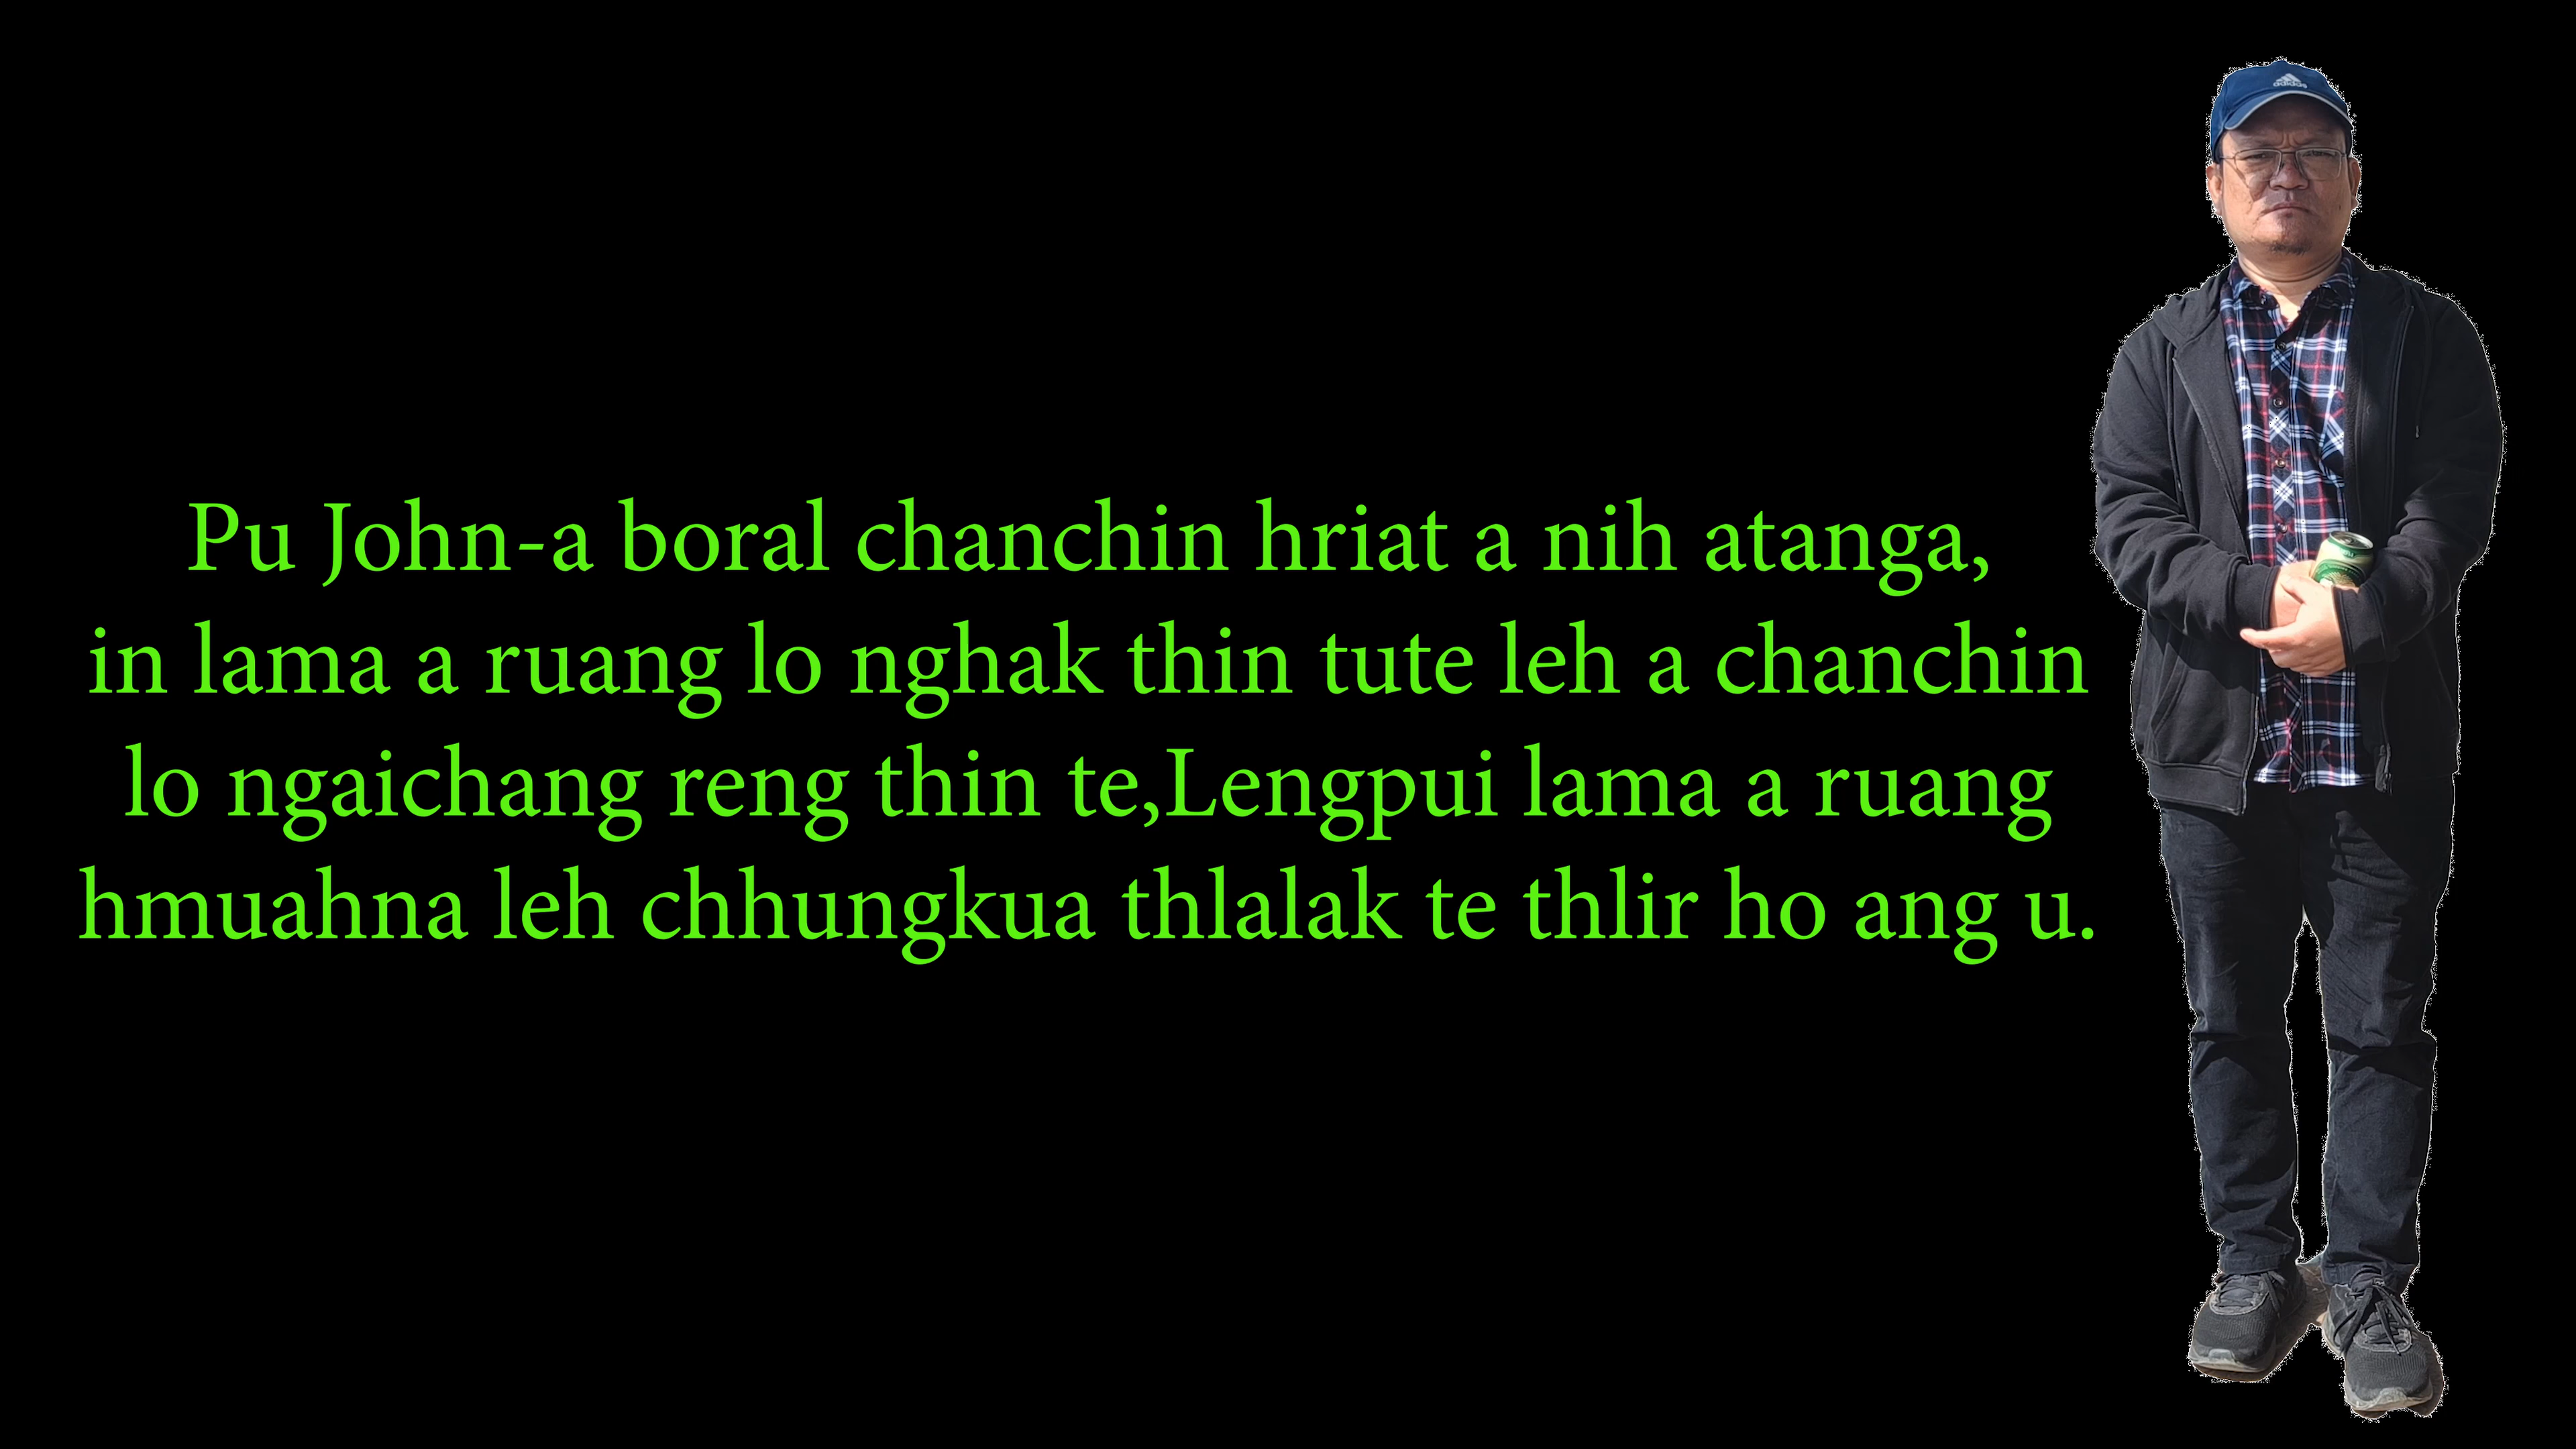 adidas
Pu John-a boral chanchin hriat a nih atanga,
in lama a ruang lo nghak thin tute leh a chanchin
lo ngaichang reng thin te,Lengpui lama a ruang
hmuahna leh chhungkua thlalak te thlir ho ang u.